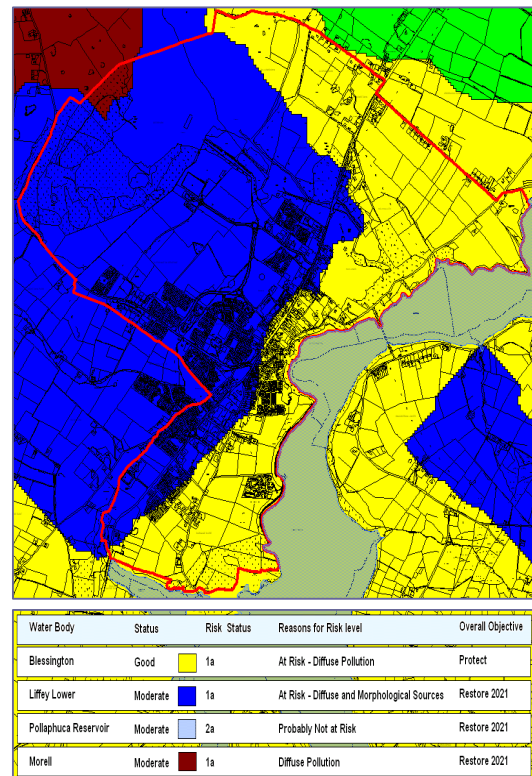 Water Body Status Risk Status Reasons for Risk level Overall Objective
Blessington Good 1a At Risk - Diffuse Pollution Protect
Liffey Lower Moderate 1a At Risk - Diffuse and Morphological Sources Restore 2021
Pollaphuca Reservoir Moderate 2a Probably Not at Risk Restore 2021
Morell Moderate 1a Diffuse Pollution Restore 2021